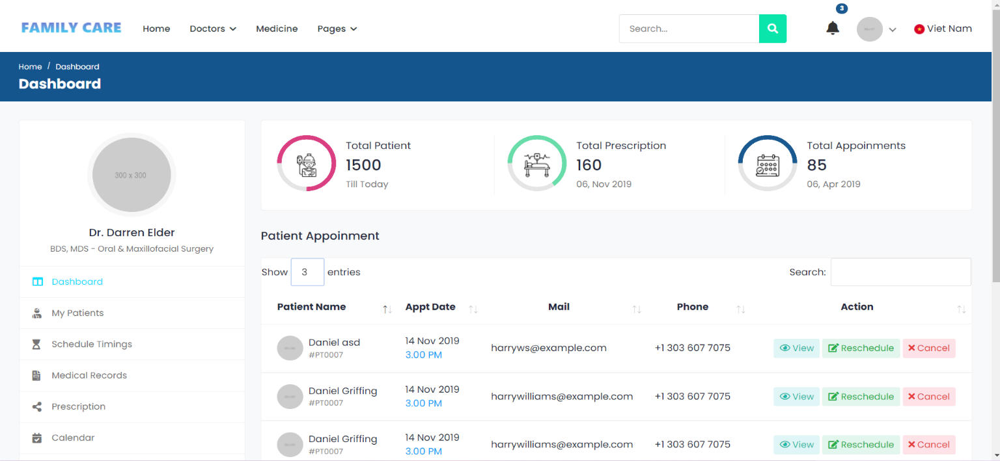 FAMILY CARE
Home
Doctors
Medicine
Pages
Search...
3
Viet Nam
Home / Dashboard
Dashboard
300 x 300
Dr. Darren Elder
BDS, MDS - Oral & Maxillofacial Surgery
Dashboard
My Patients
Schedule Timings
Medical Records
Prescription
Calendar
Total Patient
1500
Till Today
Total Prescription
160
06, Nov 2019
Total Appoinments
85
06, Apr 2019
Patient Appoinment
Show 3 entries
Search:
Patient Name Appt Date Mail Phone Action
Daniel asd
#PT0007
14 Nov 2019
3.00 PM
harryws@example.com
+1 303 607 7075
View Reschedule Cancel
Daniel Griffing
#PT0007
14 Nov 2019
3.00 PM
harrywilliams@example.com
+1 303 607 7075
View Reschedule Cancel
Daniel Griffing
#PT0007
14 Nov 2019
3.00 PM
harrywilliams@example.com
+1 303 607 7075
View Reschedule Cancel